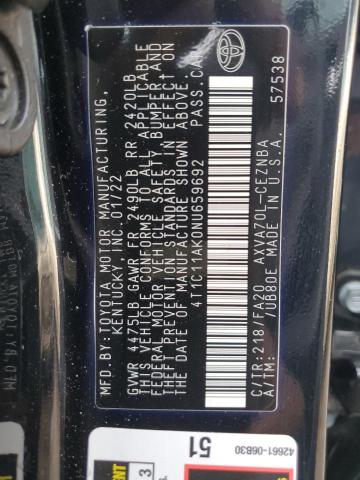 MFD.BY:TOYOTA MOTOR MANUFACTURING,
KENTUCKY, INC. 01/22
GVWR 4475LB GAWR FR 2490LB RR 2420LB
THIS VEHICLE CONFORMS TO ALL APPLICABLE
FEDERAL MOTOR VEHICLE SAFETY, BUMPER AND
THEFT PREVENTION STANDARDS IN EFFECT ON
THE DATE OF MANUFACTURE SHOWN ABOVE.
4T1C11AK0NU659692 PASS.CAR
C/TR:218/FA20 AXVA70L-CEZNBA
A/TM: /UB80E MADE IN U.S.A.
57538
42661-06B30
51